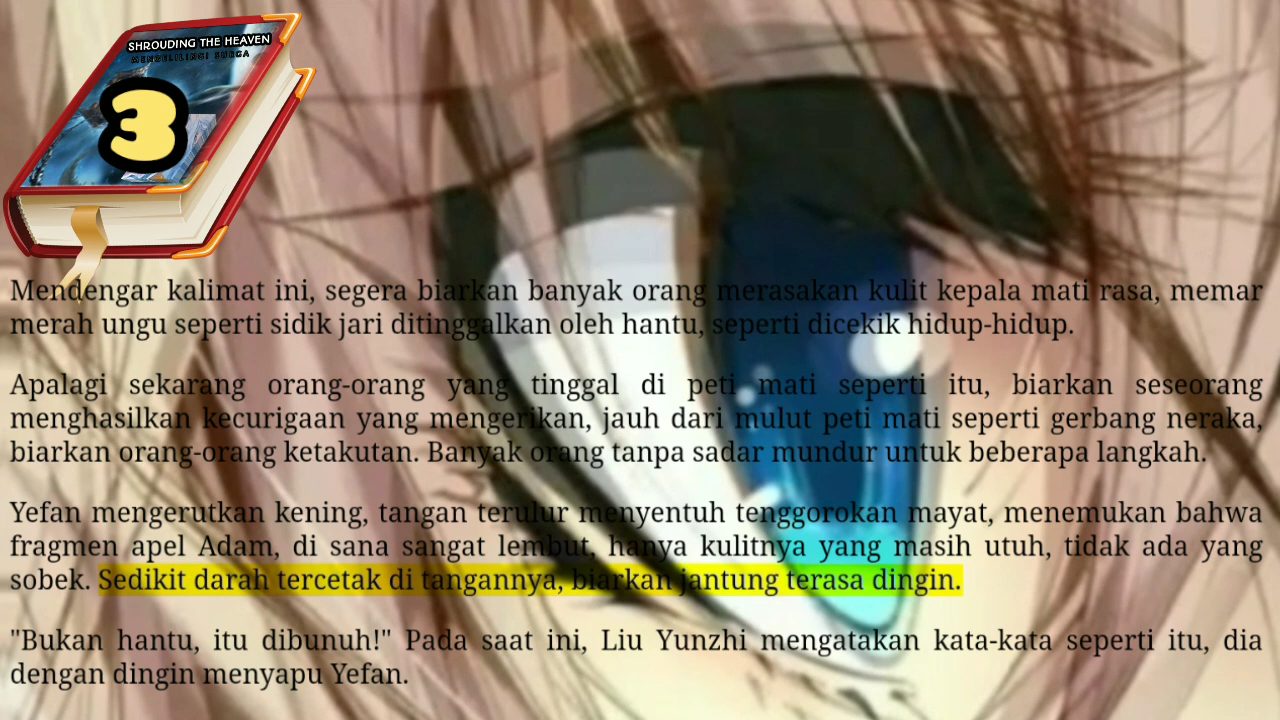 SHROUDING THE HEAVEN
MENGELILINGI SURGA
3
Mendengar kalimat ini, segera biarkan banyak orang merasakan kulit kepala mati rasa, memar
merah ungu seperti sidik jari ditinggalkan oleh hantu, seperti dicekik hidup-hidup.
Apalagi sekarang orang-orang yang tinggal di peti mati seperti itu, biarkan seseorang
menghasilkan kecurigaan yang mengerikan, jauh dari mulut peti mati seperti gerbang neraka,
biarkan orang-orang ketakutan. Banyak orang tanpa sadar mundur untuk beberapa langkah.
Yefan mengerutkan kening, tangan terulur menyentuh tenggorokan mayat, menemukan bahwa
fragmen apel Adam, di sana sangat lembut, hanya kulitnya yang masih utuh, tidak ada yang
sobek. Sedikit darah tercetak di tangannya, biarkan jantung terasa dingin.
"Bukan hantu, itu dibunuh!" Pada saat ini, Liu Yunzhi mengatakan kata-kata seperti itu, dia
dengan dingin menyapu Yefan.